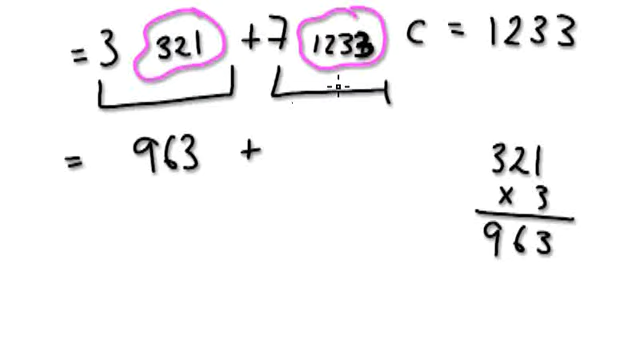 = 3 321 + 7 1233 C = 1233
= 963 +
321
x 3
963